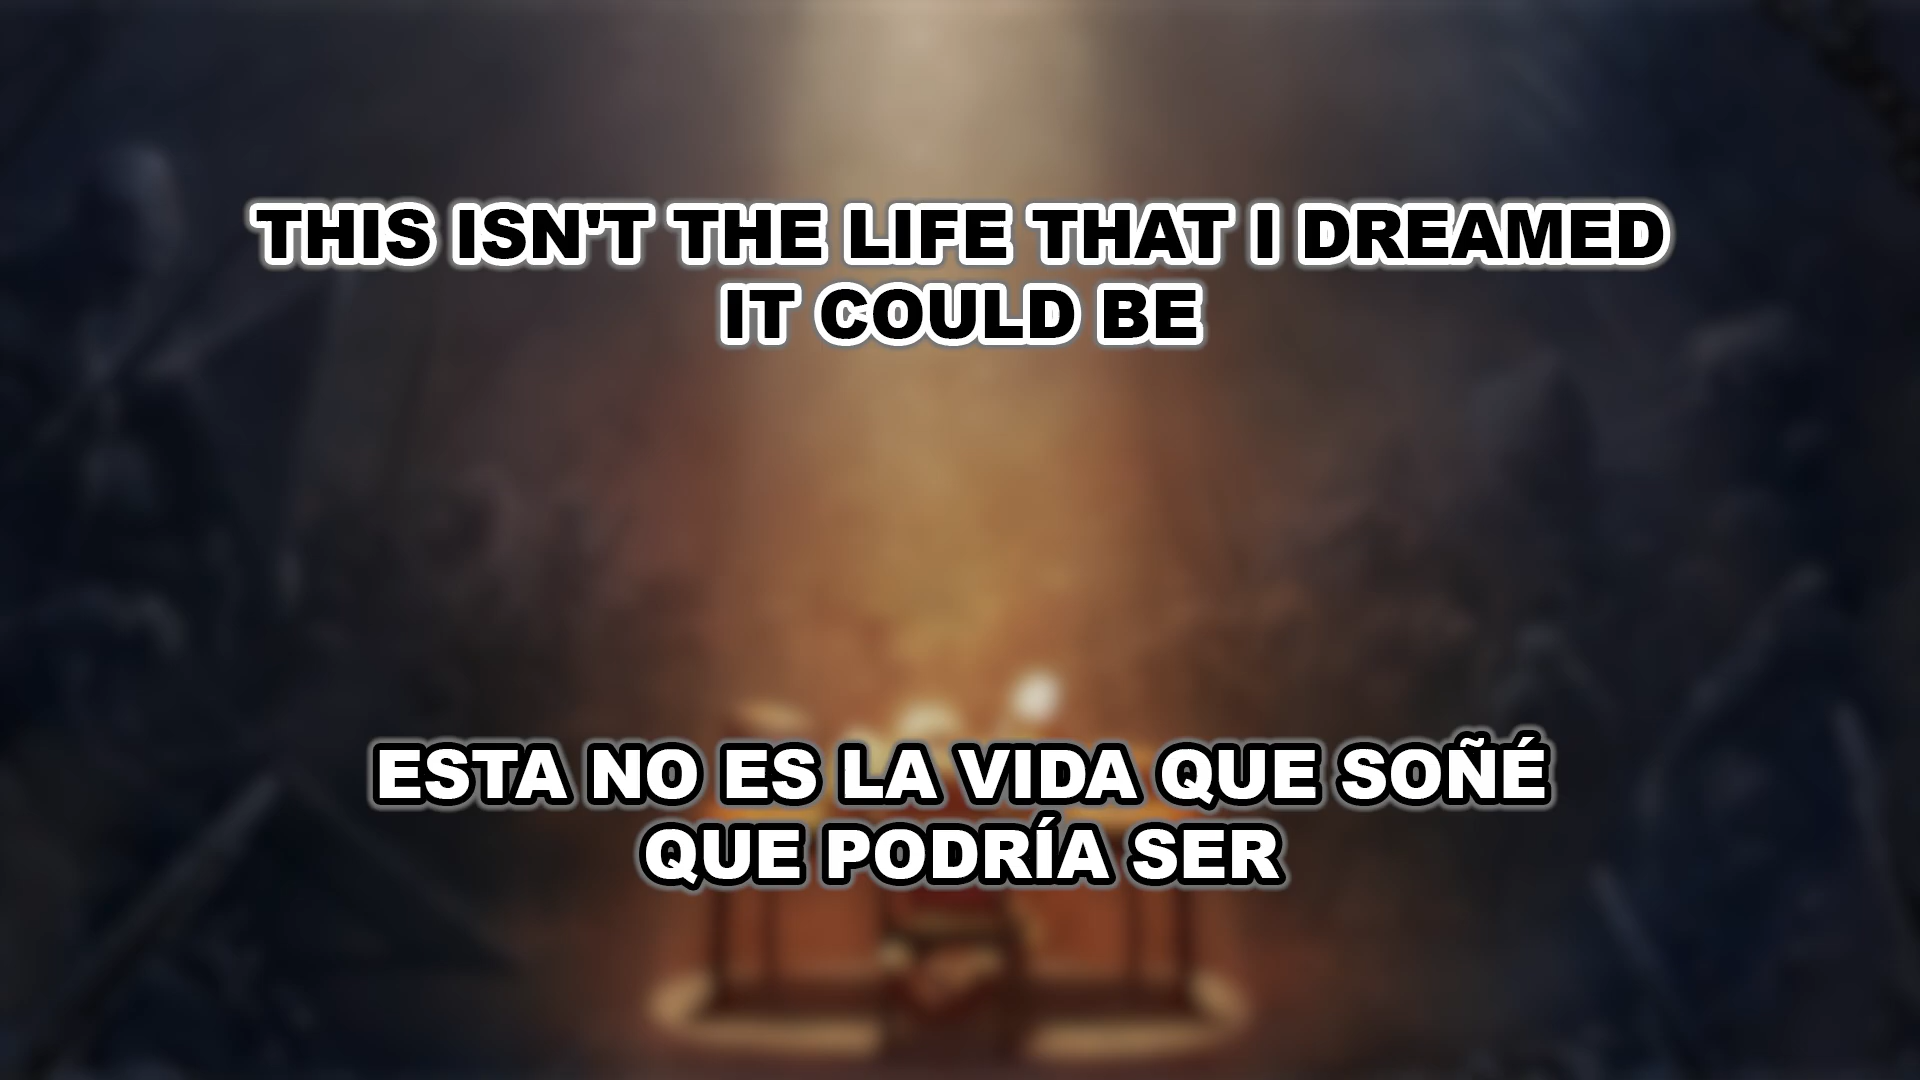 THIS ISN'T THE LIFE THAT I DREAMED
IT COULD BE
ESTA NO ES LA VIDA QUE SOÑÉ
QUE PODRÍA SER